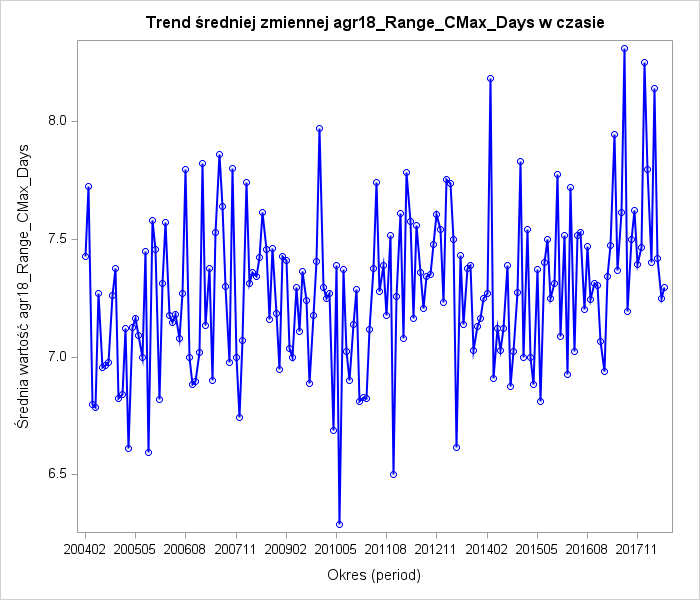 Trend średniej zmiennej agr18_Range_CMax_Days w czasie
Średnia wartość agr18_Range_CMax_Days
8.0
7.5
7.0
6.5
200402 200505 200608 200711 200902 201005 201108 201211 201402 201505 201608 201711
Okres (period)